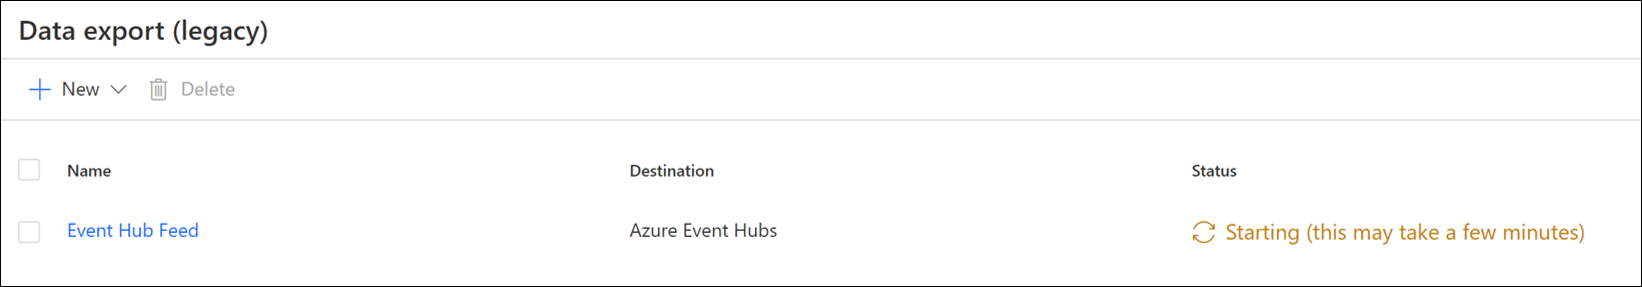 Data export (legacy)
New Delete
Name Destination Status
Event Hub Feed Azure Event Hubs Starting (this may take a few minutes)